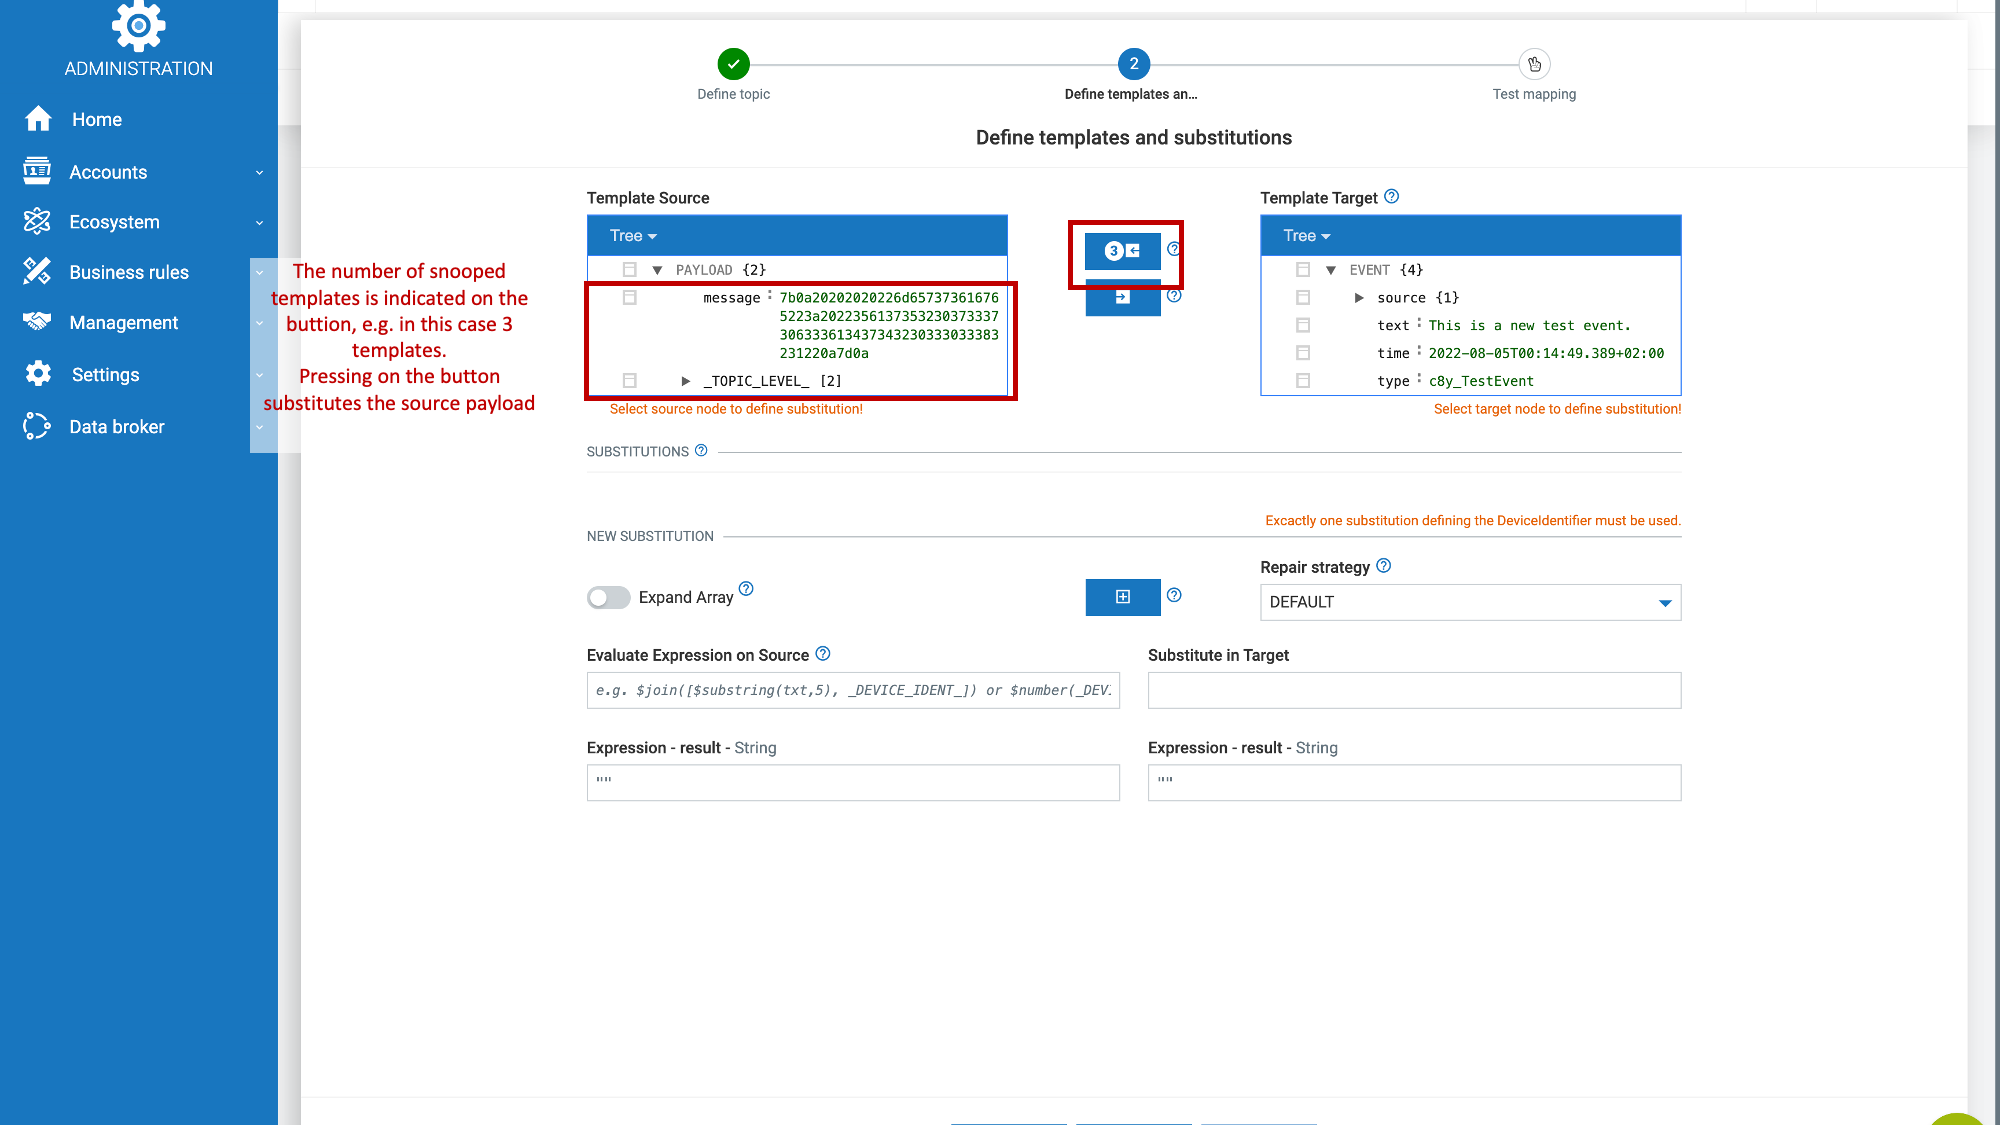 ADMINISTRATION
Home
Accounts
Ecosystem
Business rules
Management
Settings
Data broker
The number of snooped
templates is indicated on the
buttion, e.g. in this case 3
templates.
Pressing on the button
substitutes the source payload
2
Define topic
Define templates an...
Test mapping
Define templates and substitutions
Template Source
Tree
PAYLOAD {2}
message : 7b0a20202020226d65737361676
5223a2022356137353230373337
306333613437343230333033383
231220a7d0a
_TOPIC_LEVEL_ [2]
Select source node to define substitution!
3
Template Target
Tree
EVENT {4}
source {1}
text : This is a new test event.
time : 2022-08-05T00:14:49.389+02:00
type : c8y_TestEvent
Select target node to define substitution!
SUBSTITUTIONS
Excactly one substitution defining the DeviceIdentifier must be used.
NEW SUBSTITUTION
Expand Array
Repair strategy
DEFAULT
Evaluate Expression on Source
e.g. $join([$substring(txt,5), _DEVICE_IDENT_]) or $number(_DEV
Substitute in Target
Expression - result - String
""
Expression - result - String
""